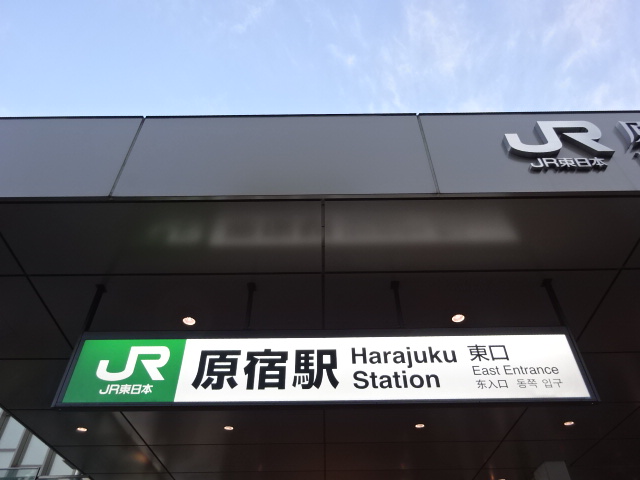 JR
JR東日本
JR
JR東日本
原宿駅
Harajuku
Station
東口
East Entrance
东入口 동쪽 입구